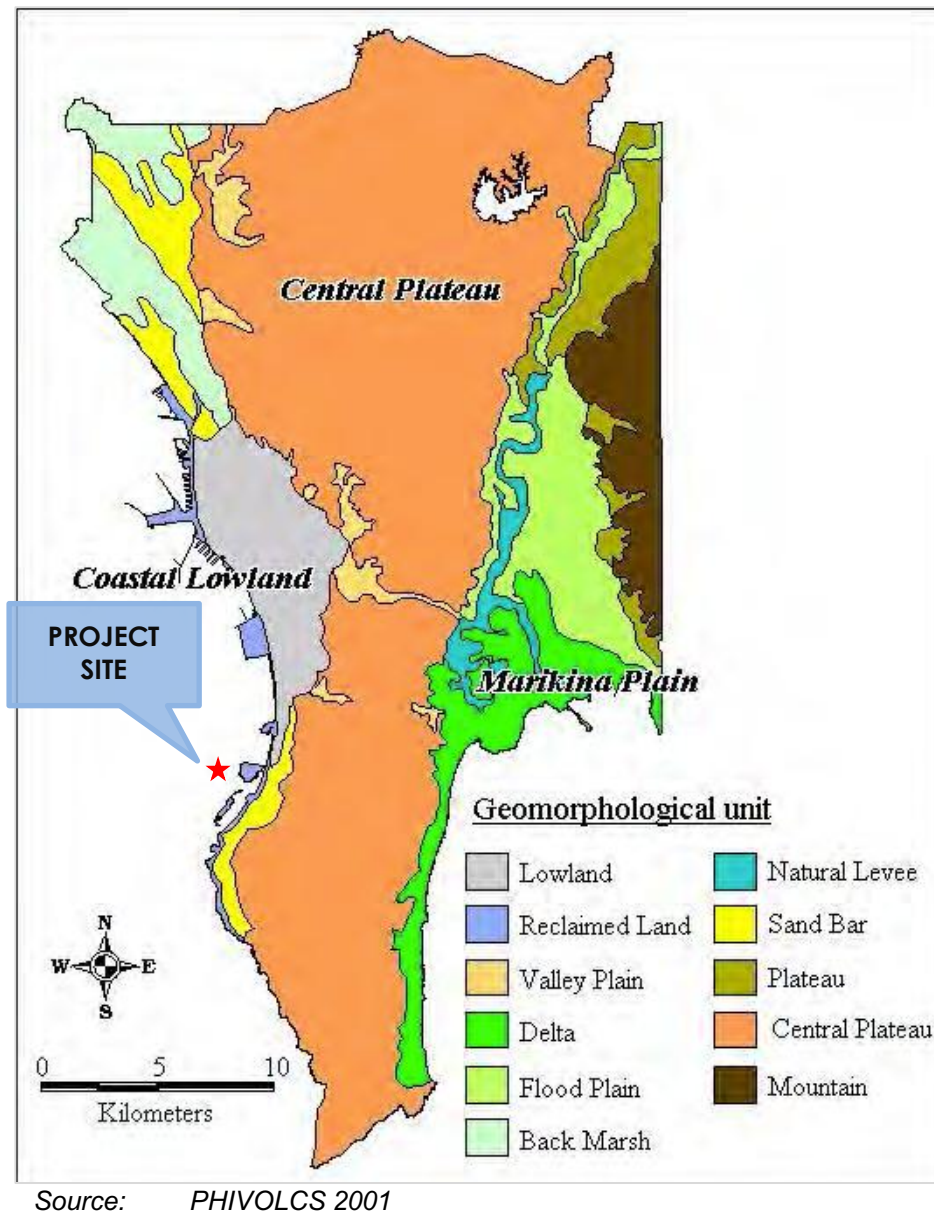 Central Plateau
Coastal Lowland
PROJECT
SITE
Marikina Plain
Geomorphological unit
Lowland
Reclaimed Land
Valley Plain
Delta
Flood Plain
Back Marsh
Natural Levee
Sand Bar
Plateau
Central Plateau
Mountain
N
W E
S
0 5 10
Kilometers
Source: PHIVOLCS 2001